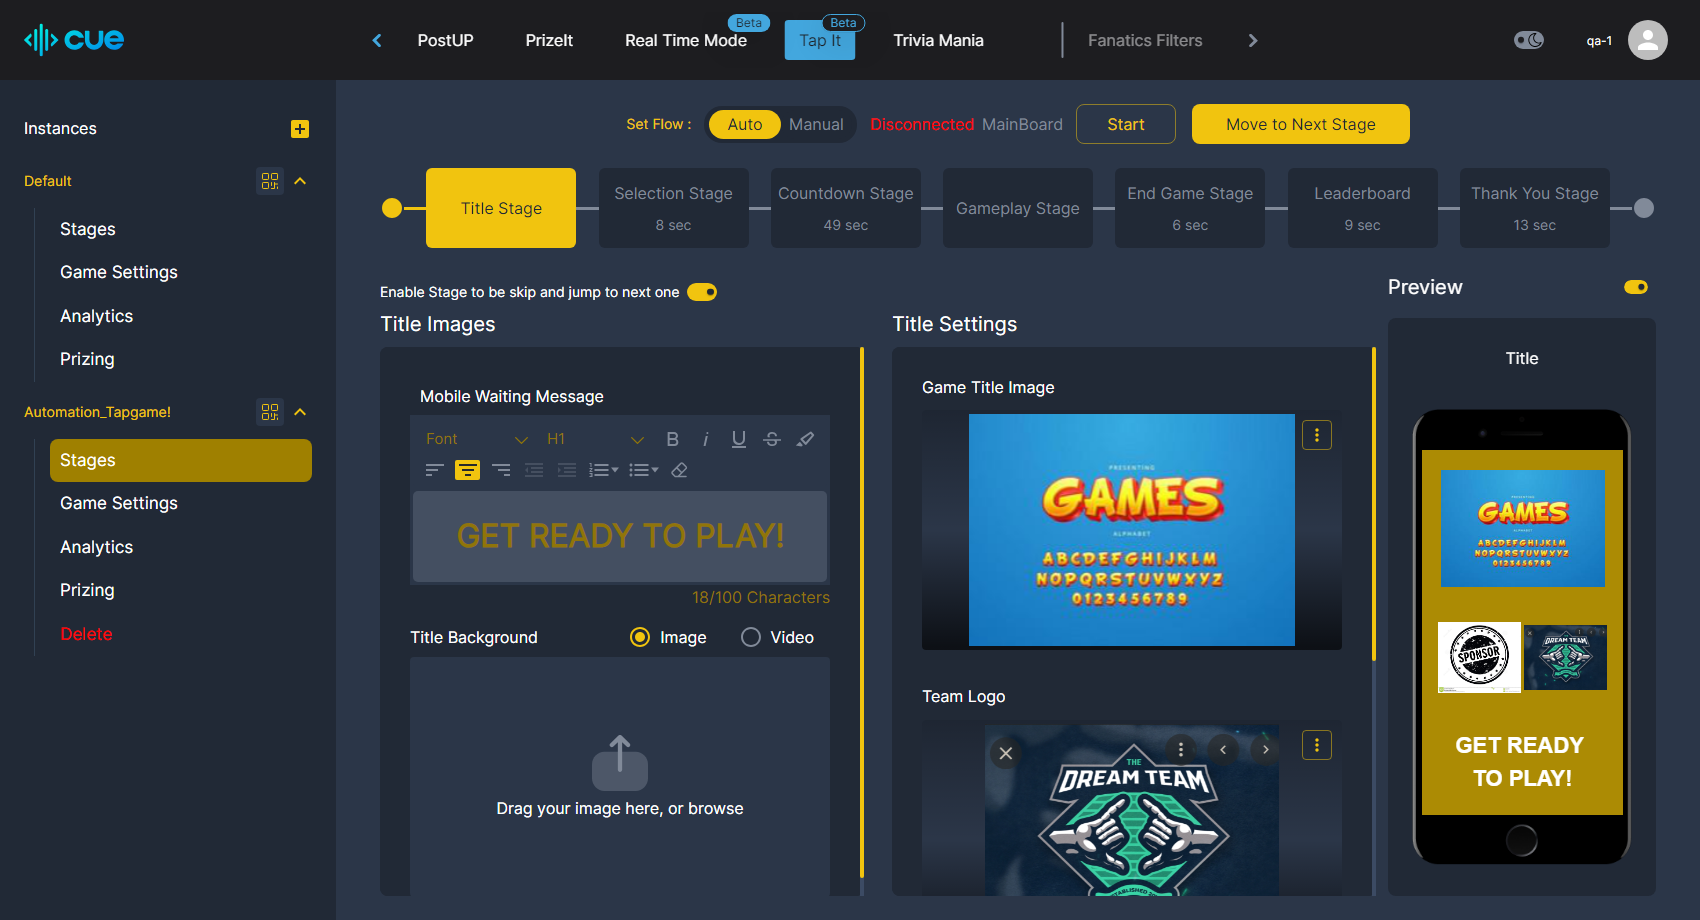 cue
PostUP
PrizeIt
Real Time Mode
Beta
Tap It
Beta
Trivia Mania
Fanatics Filters
qa-1
Instances
Default
Stages
Game Settings
Analytics
Prizing
Automation_Tapgame!
Stages
Game Settings
Analytics
Prizing
Delete
Set Flow :
Auto
Manual
Disconnected MainBoard
Start
Move to Next Stage
Title Stage
Selection Stage
8 sec
Countdown Stage
49 sec
Gameplay Stage
End Game Stage
6 sec
Leaderboard
9 sec
Thank You Stage
13 sec
Enable Stage to be skip and jump to next one
Title Images
Mobile Waiting Message
Font
H1
B
i
U
S
GET READY TO PLAY!
18/100 Characters
Title Background
Image
Video
Drag your image here, or browse
Title Settings
Game Title Image
PRESENTING
GAMES
ALPHABET
ABCDEFGHIJKLM
NOPQRSTUVWXYZ
0123456789
Team Logo
THE
DREAM TEAM
Preview
Title
PRESENTING
GAMES
ALPHABET
ABCDEFGHIJKLM
NOPQRSTUVWXYZ
0123456789
SPONSOR
DREAM TEAM
GET READY
TO PLAY!